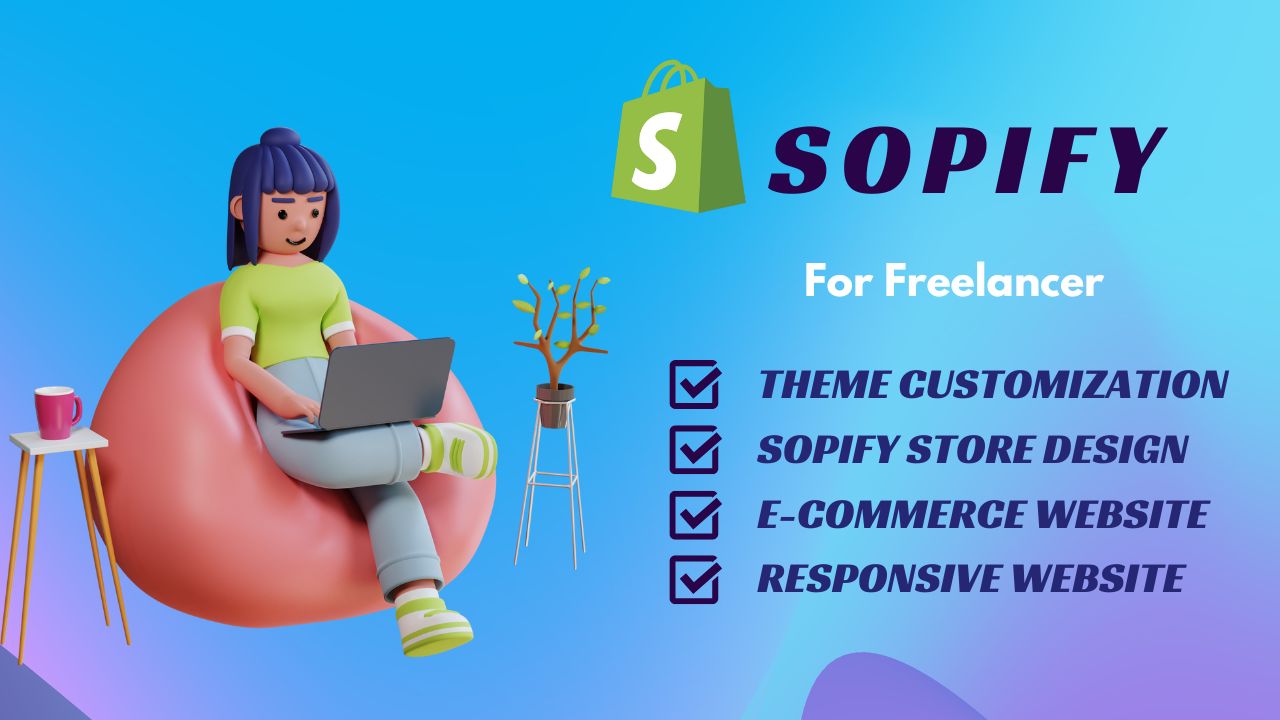 S
SOPIFY
For Freelancer
THEME CUSTOMIZATION
SOPIFY STORE DESIGN
E-COMMERCE WEBSITE
RESPONSIVE WEBSITE